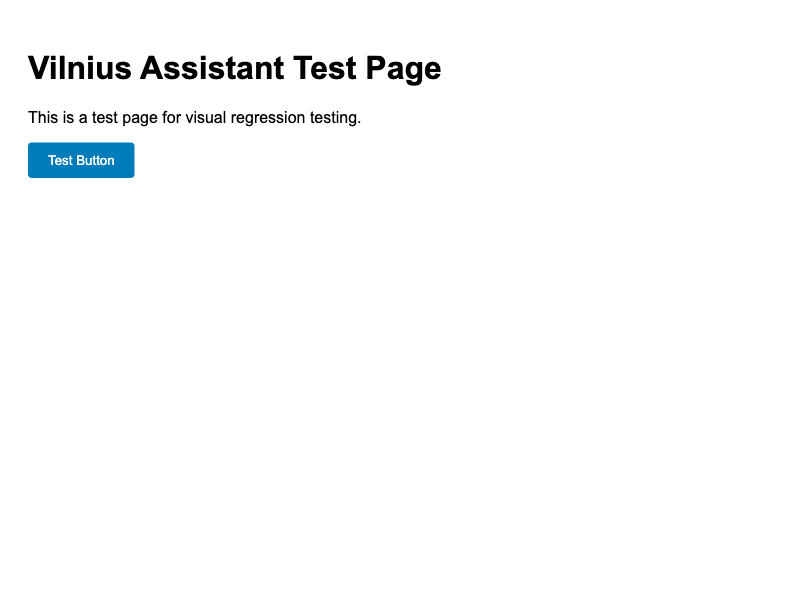 Vilnius Assistant Test Page
This is a test page for visual regression testing.
Test Button